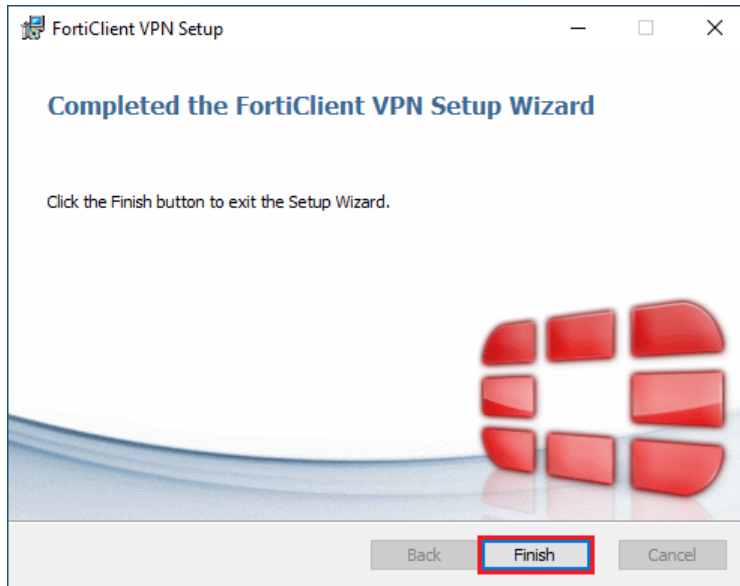 FortiClient VPN Setup
Completed the FortiClient VPN Setup Wizard
Click the Finish button to exit the Setup Wizard.
Back Finish Cancel